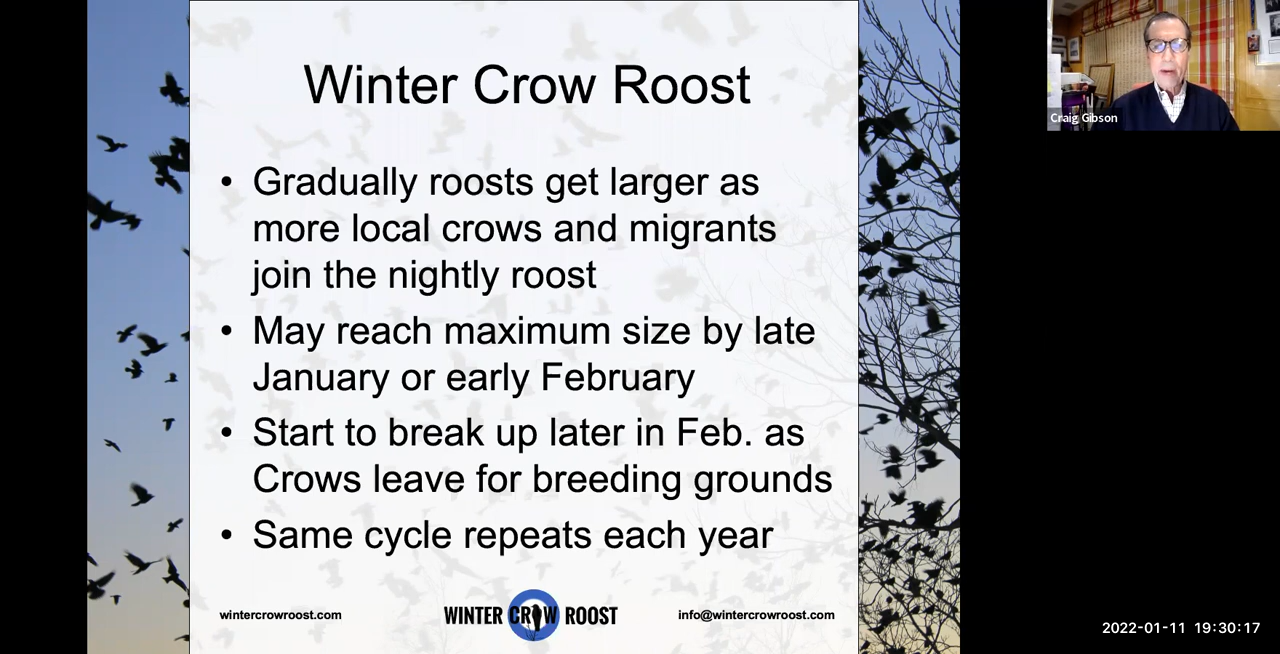 Winter Crow Roost
• Gradually roosts get larger as
more local crows and migrants
join the nightly roost
• May reach maximum size by late
January or early February
• Start to break up later in Feb. as
Crows leave for breeding grounds
• Same cycle repeats each year
wintercrowroost.com
WINTER CROW ROOST
info@wintercrowroost.com
Craig Gibson
2022-01-11 19:30:17